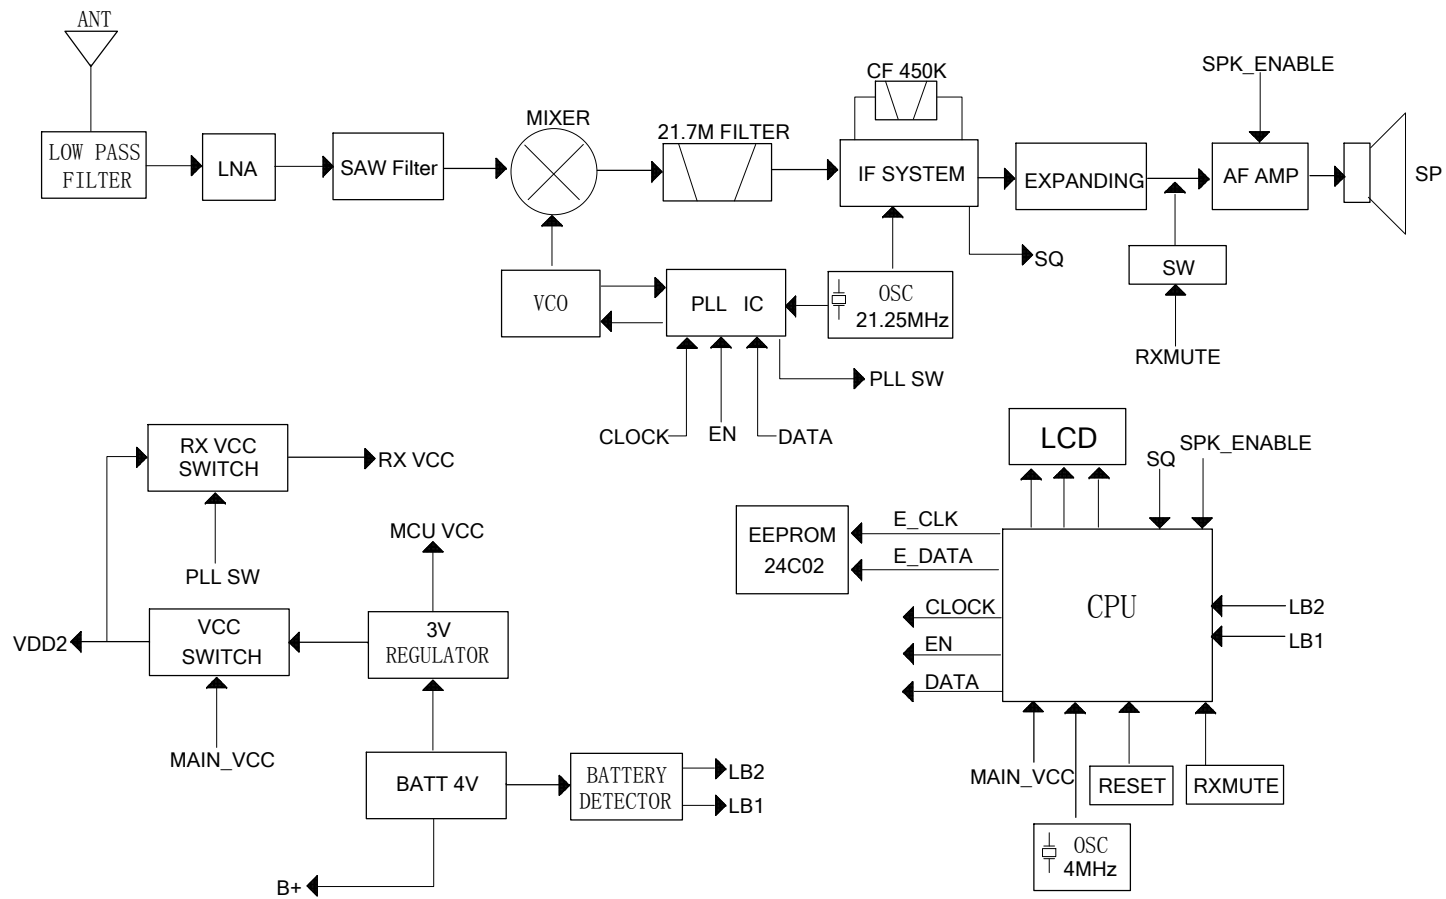 ANT
LOW PASS
FILTER
LNA
SAW Filter
MIXER
21.7M FILTER
CF 450K
IF SYSTEM
EXPANDING
SPK_ENABLE
AF AMP
SP
SQ
SW
RXMUTE
VCO
PLL IC
OSC
21.25MHz
PLL SW
CLOCK
EN
DATA
RX VCC
SWITCH
RX VCC
PLL SW
MCU VCC
VDD2
VCC
SWITCH
3V
REGULATOR
MAIN_VCC
BATT 4V
BATTERY
DETECTOR
LB2
LB1
B+
LCD
SQ
SPK_ENABLE
EEPROM
24C02
E_CLK
E_DATA
CLOCK
EN
DATA
CPU
LB2
LB1
MAIN_VCC
RESET
RXMUTE
OSC
4MHz